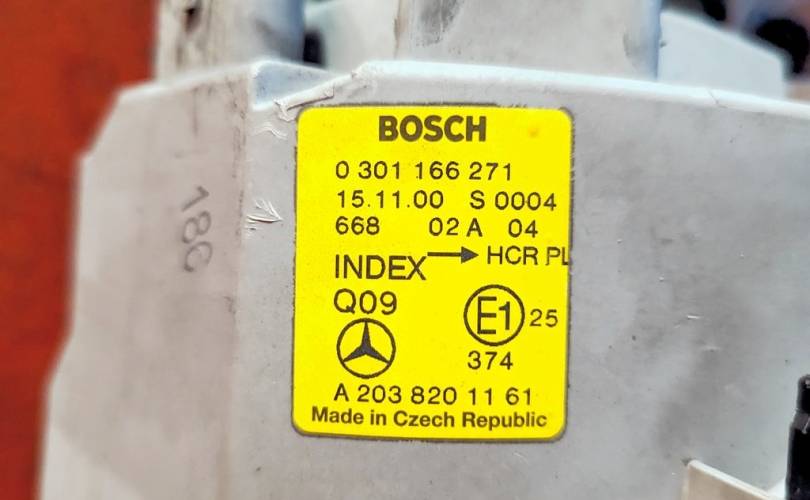 BOSCH
0 301 166 271
15.11.00 S 0004
668 02 A 04
INDEX → HCR PL
Q09
E1 25
374
A 203 820 11 61
Made in Czech Republic